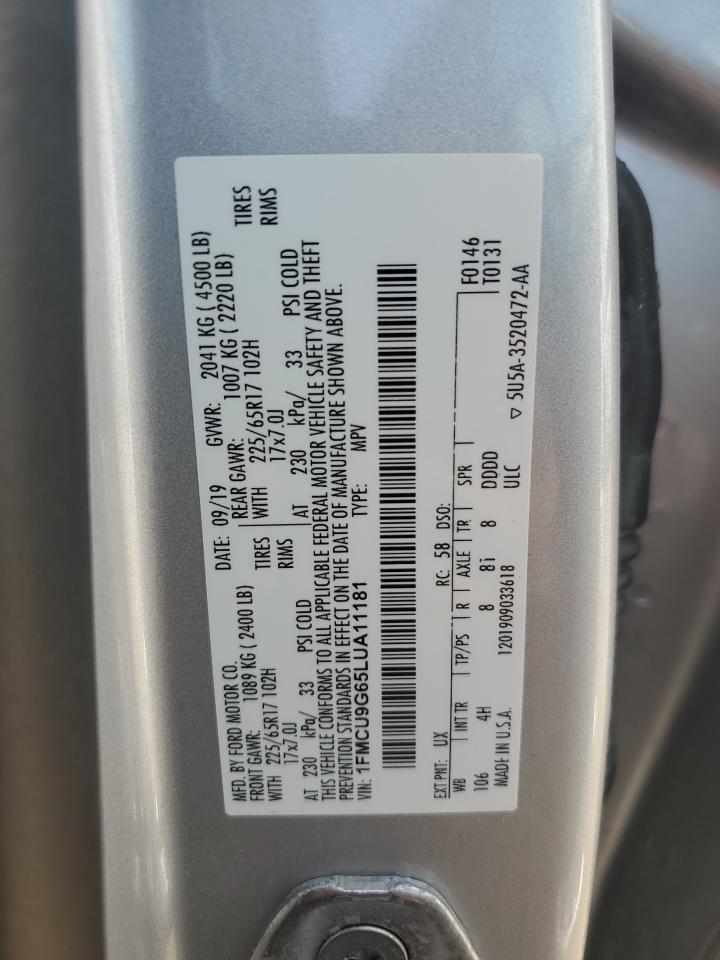 MFD. BY FORD MOTOR CO.
DATE: 09/19 GVWR: 2041 KG ( 4500 LB)
FRONT GAWR: 1089 KG ( 2400 LB) REAR GAWR: 1007 KG ( 2220 LB)
WITH 225/65R17 102H TIRES WITH 225/65R17 102H TIRES
17x7.0J RIMS 17x7.0J RIMS
AT 230 kPa/ 33 PSI COLD AT 230 kPa/ 33 PSI COLD
THIS VEHICLE CONFORMS TO ALL APPLICABLE FEDERAL MOTOR VEHICLE SAFETY AND THEFT
PREVENTION STANDARDS IN EFFECT ON THE DATE OF MANUFACTURE SHOWN ABOVE.
VIN: 1FMCU9G65LUA11181 TYPE: MPV
EXT PNT: UX RC: 58 DSO:
WB INT TR TP/PS R AXLE TR SPR F0146
106 4H 8 8I 8 DDDD T0131
MADE IN U.S.A. 1201909033618 ULC ▽ 5U5A-3520472-AA